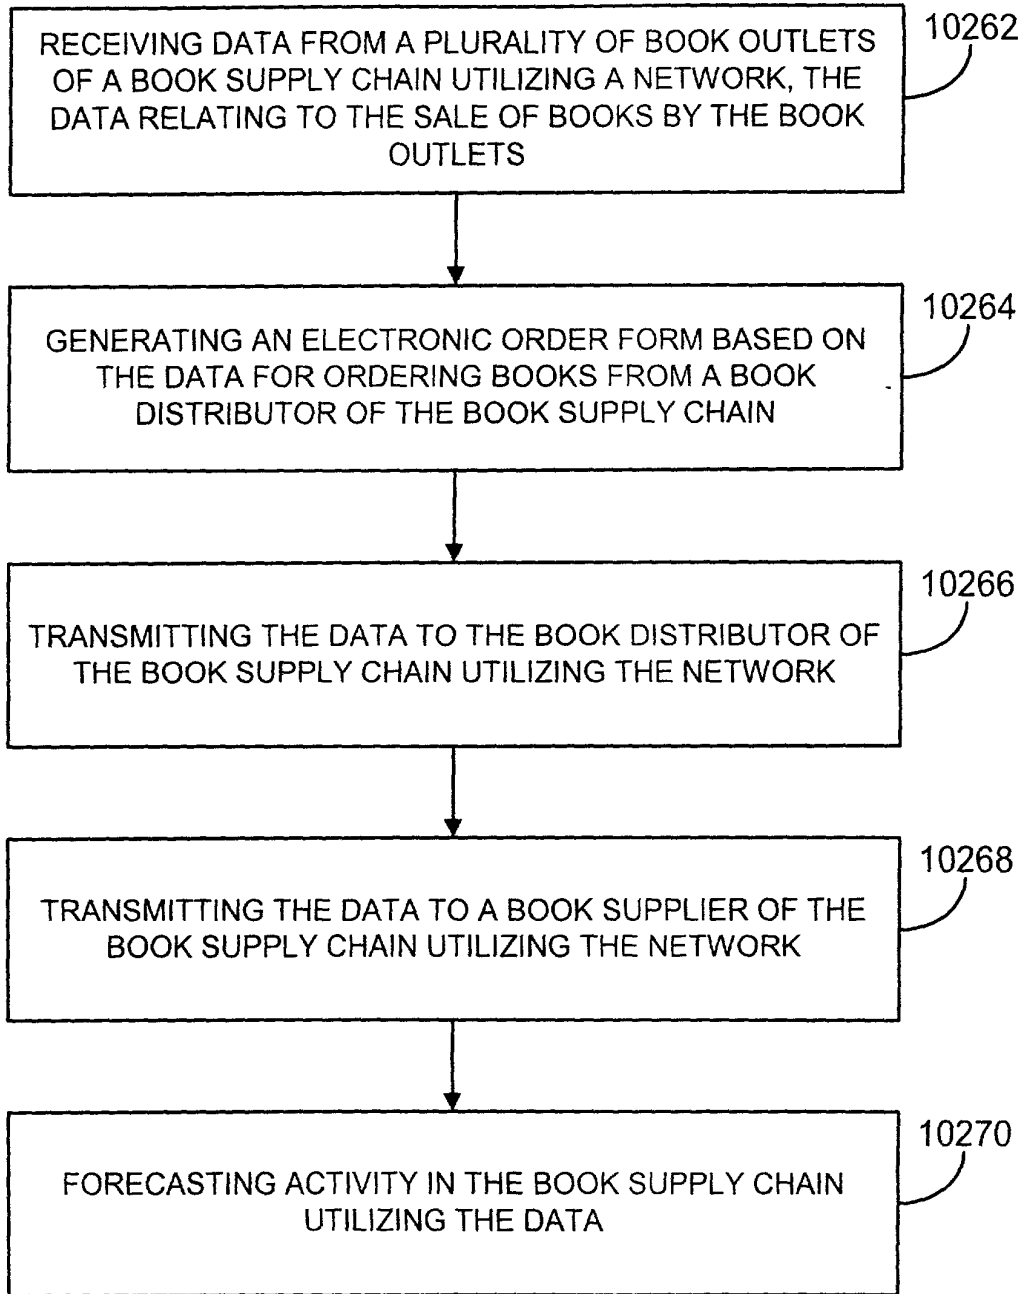 RECEIVING DATA FROM A PLURALITY OF BOOK OUTLETS
OF A BOOK SUPPLY CHAIN UTILIZING A NETWORK, THE
DATA RELATING TO THE SALE OF BOOKS BY THE BOOK
OUTLETS
10262
GENERATING AN ELECTRONIC ORDER FORM BASED ON
THE DATA FOR ORDERING BOOKS FROM A BOOK
DISTRIBUTOR OF THE BOOK SUPPLY CHAIN
10264
TRANSMITTING THE DATA TO THE BOOK DISTRIBUTOR OF
THE BOOK SUPPLY CHAIN UTILIZING THE NETWORK
10266
TRANSMITTING THE DATA TO A BOOK SUPPLIER OF THE
BOOK SUPPLY CHAIN UTILIZING THE NETWORK
10268
FORECASTING ACTIVITY IN THE BOOK SUPPLY CHAIN
UTILIZING THE DATA
10270